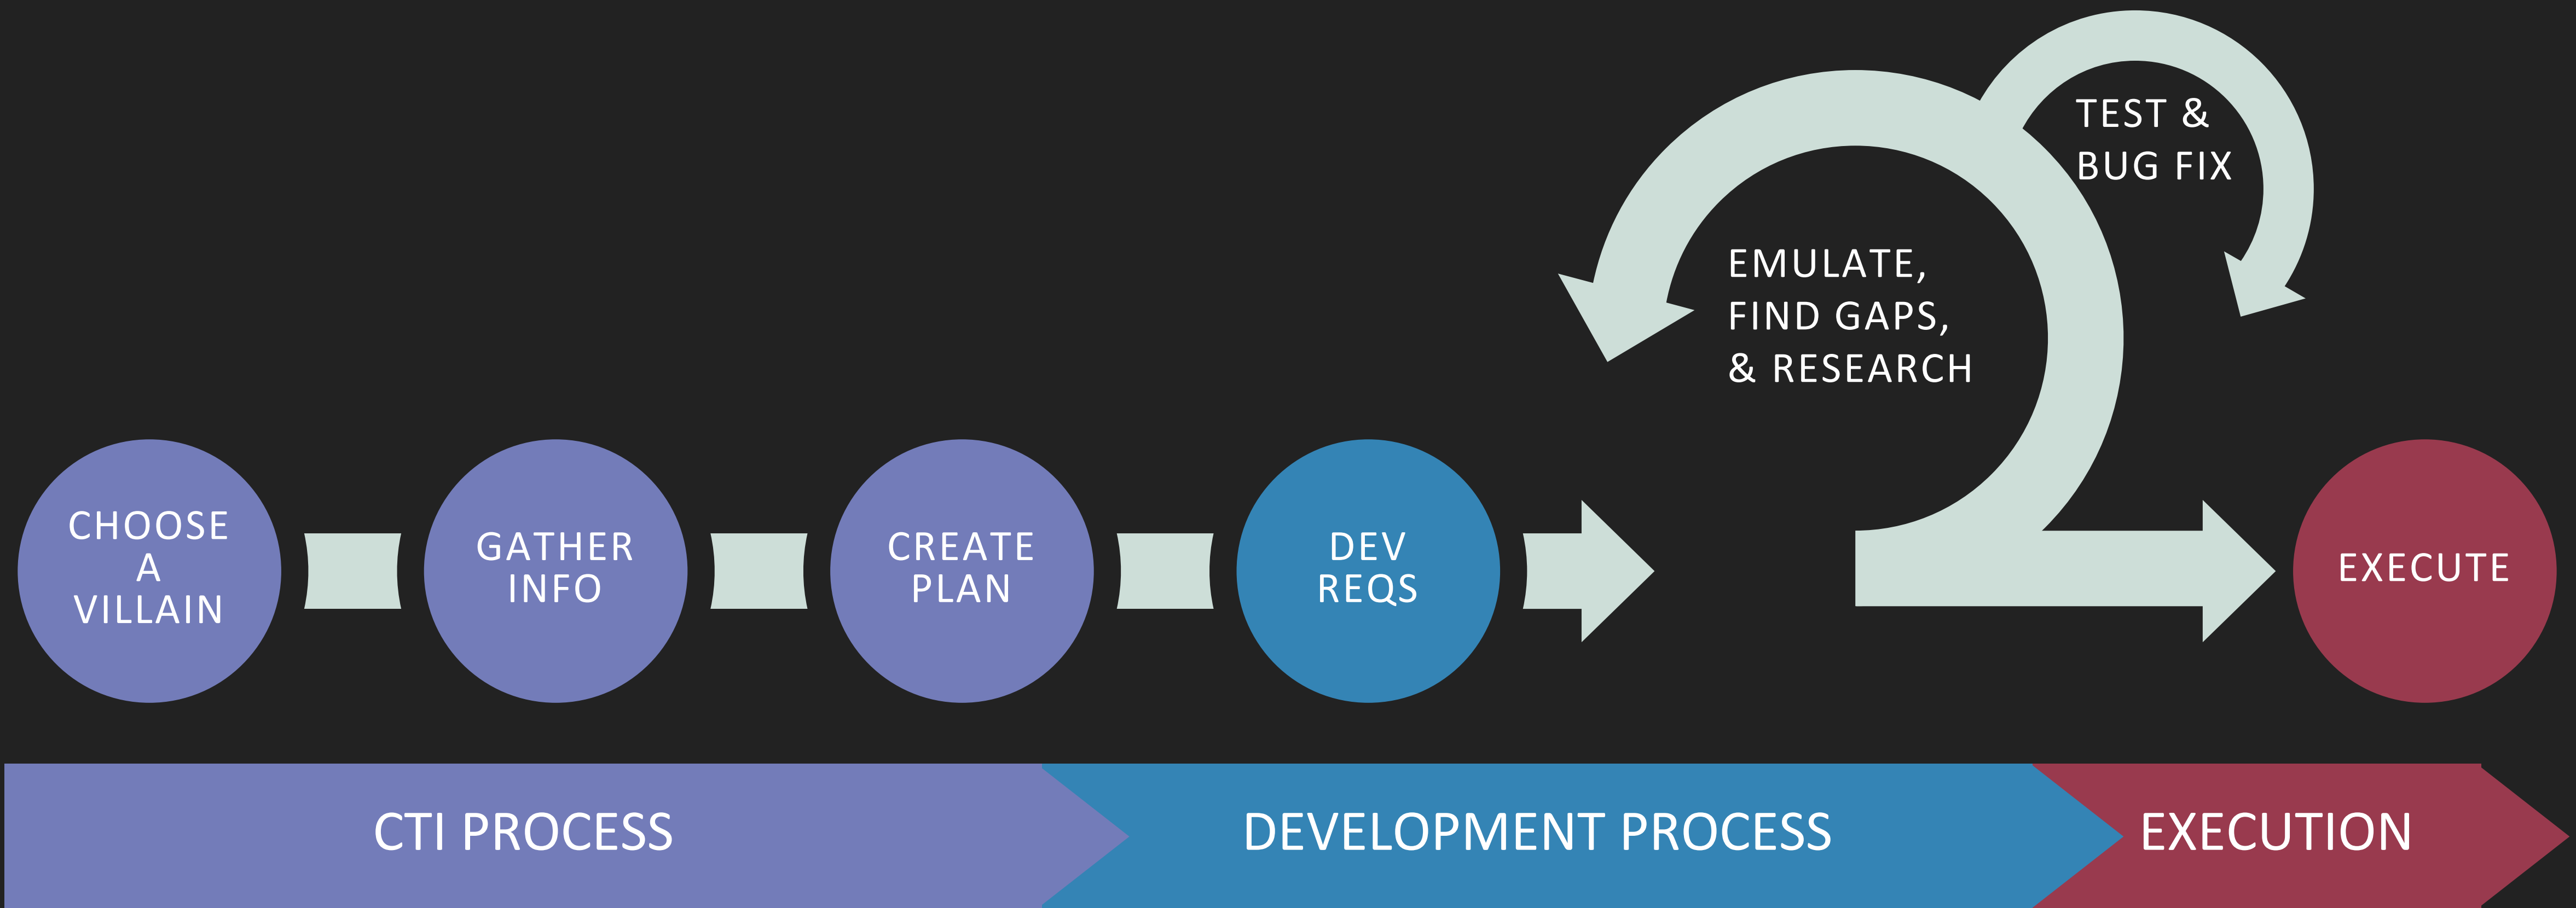 TEST &
BUG FIX
EMULATE,
FIND GAPS,
& RESEARCH
CHOOSE
A
VILLAIN
GATHER
INFO
CREATE
PLAN
DEV
REQS
EXECUTE
CTI PROCESS
DEVELOPMENT PROCESS
EXECUTION